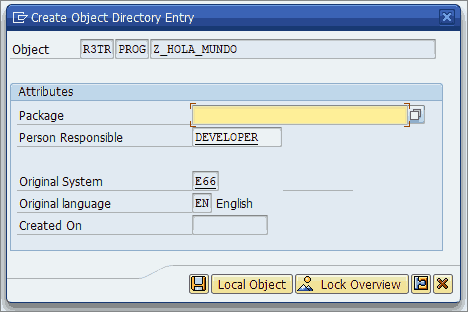 Create Object Directory Entry
Object R3TR PROG Z_HOLA_MUNDO
Attributes
Package
Person Responsible DEVELOPER
Original System E66
Original language EN English
Created On
Local Object Lock Overview